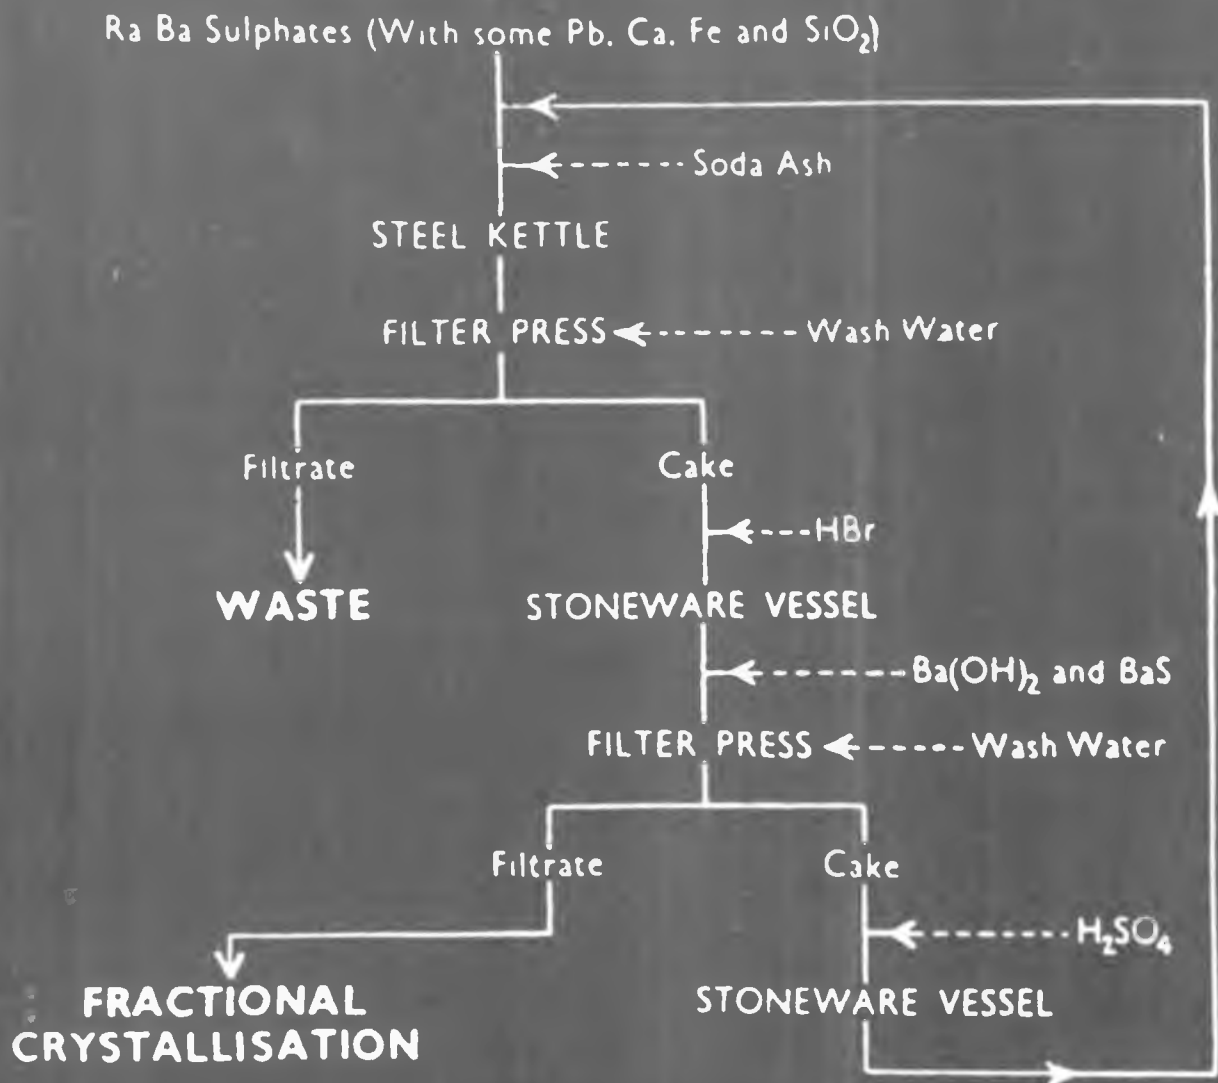 Ra Ba Sulphates (With some Pb. Ca. Fe and SiO₂)
Soda Ash
STEEL KETTLE
FILTER PRESS
Wash Water
Filtrate
Cake
HBr
WASTE
STONEWARE VESSEL
Ba(OH)₂ and BaS
FILTER PRESS
Wash Water
Filtrate
Cake
H₂SO₄
FRACTIONAL
CRYSTALLISATION
STONEWARE VESSEL